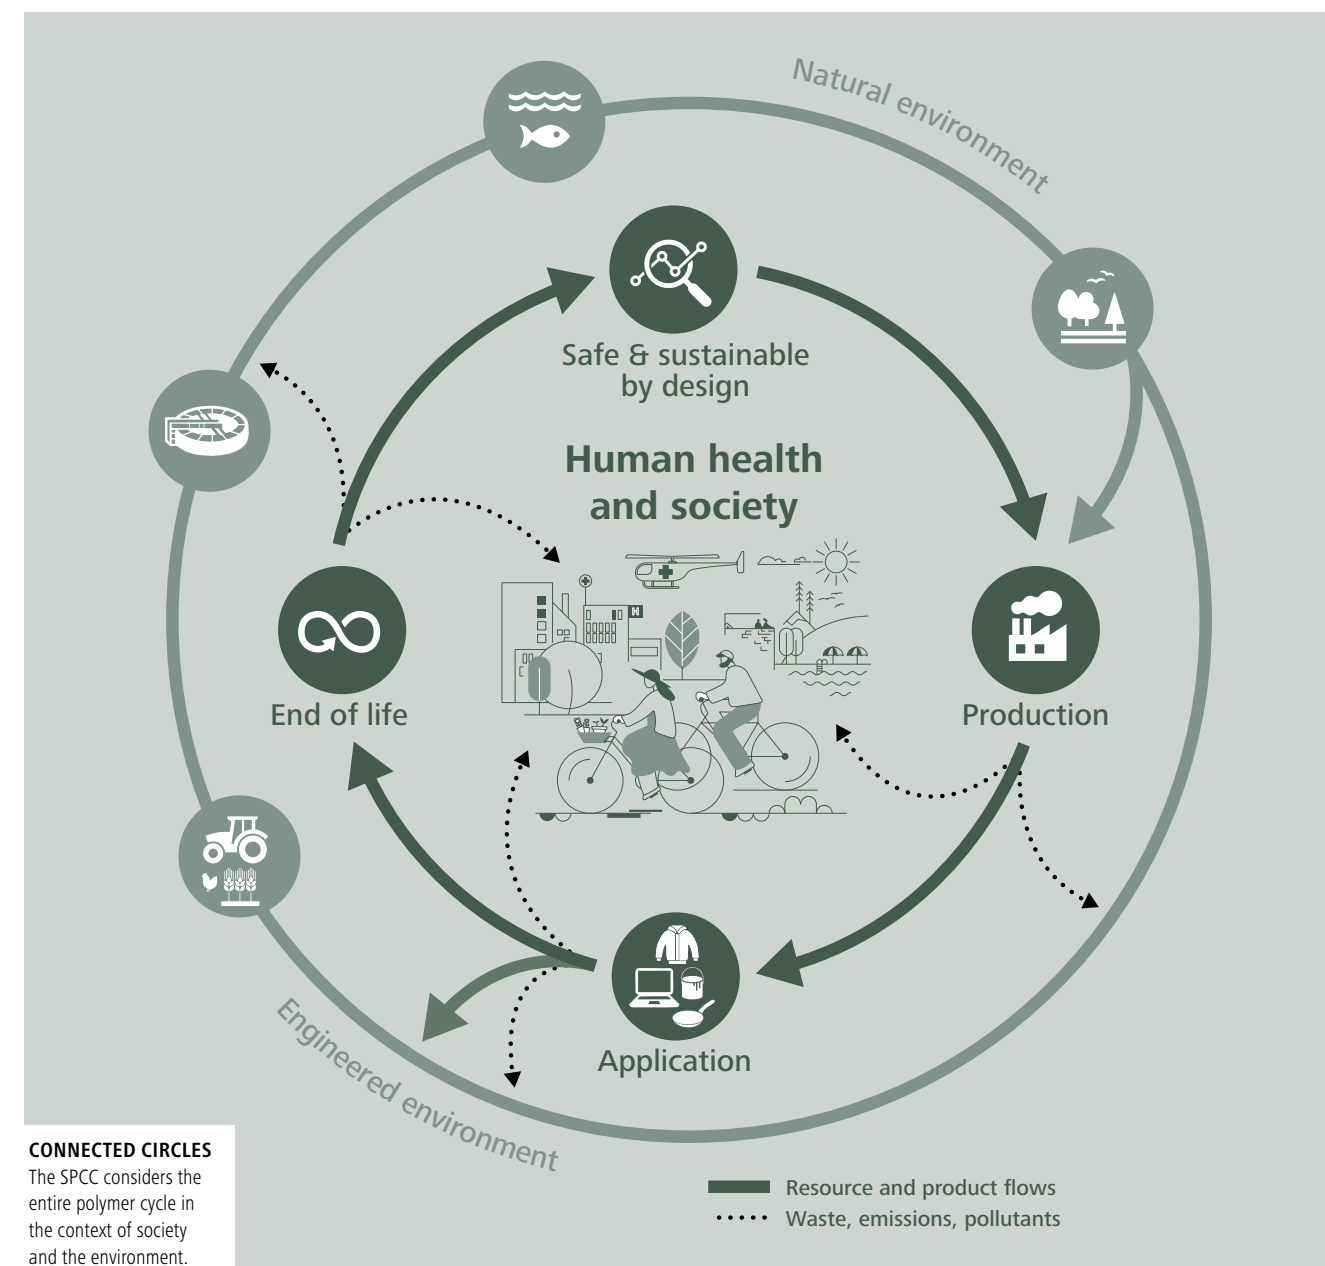 Natural environment
Safe & sustainable
by design
Human health
and society
H
End of life
Production
Application
Engineered environment
CONNECTED CIRCLES
The SPCC considers the
entire polymer cycle in
the context of society
and the environment.
Resource and product flows
Waste, emissions, pollutants